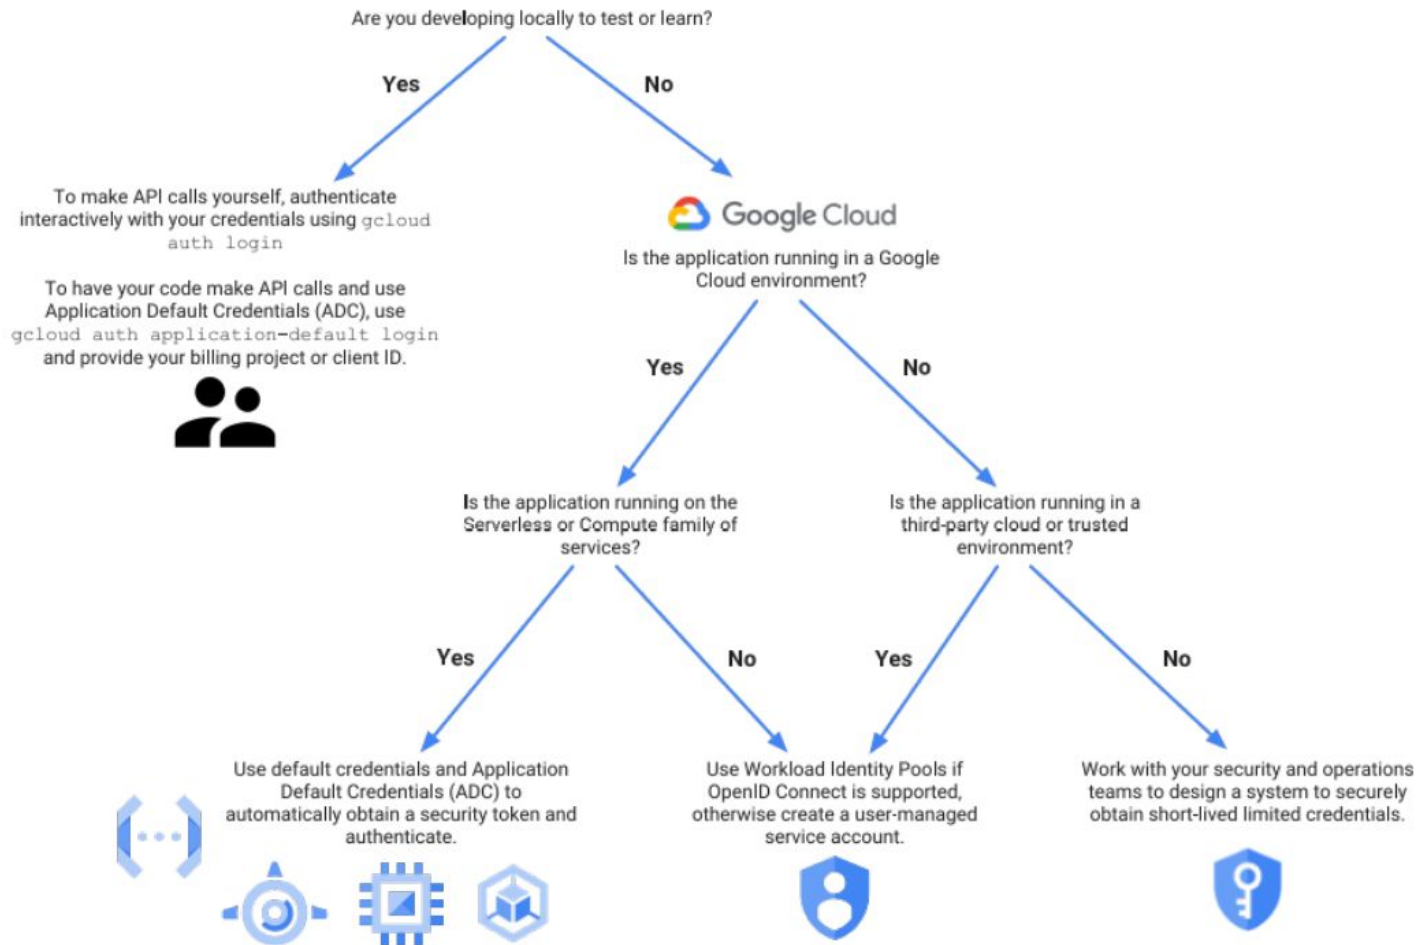 Are you developing locally to test or learn?
Yes
No
To make API calls yourself, authenticate
interactively with your credentials using gcloud
auth login
To have your code make API calls and use
Application Default Credentials (ADC), use
gcloud auth application-default login
and provide your billing project or client ID.
Google Cloud
Is the application running in a Google
Cloud environment?
Yes
No
Is the application running on the
Serverless or Compute family of
services?
Is the application running in a
third-party cloud or trusted
environment?
Yes
No
Yes
No
Use default credentials and Application
Default Credentials (ADC) to
automatically obtain a security token and
authenticate.
Use Workload Identity Pools if
OpenID Connect is supported,
otherwise create a user-managed
service account.
Work with your security and operations
teams to design a system to securely
obtain short-lived limited credentials.